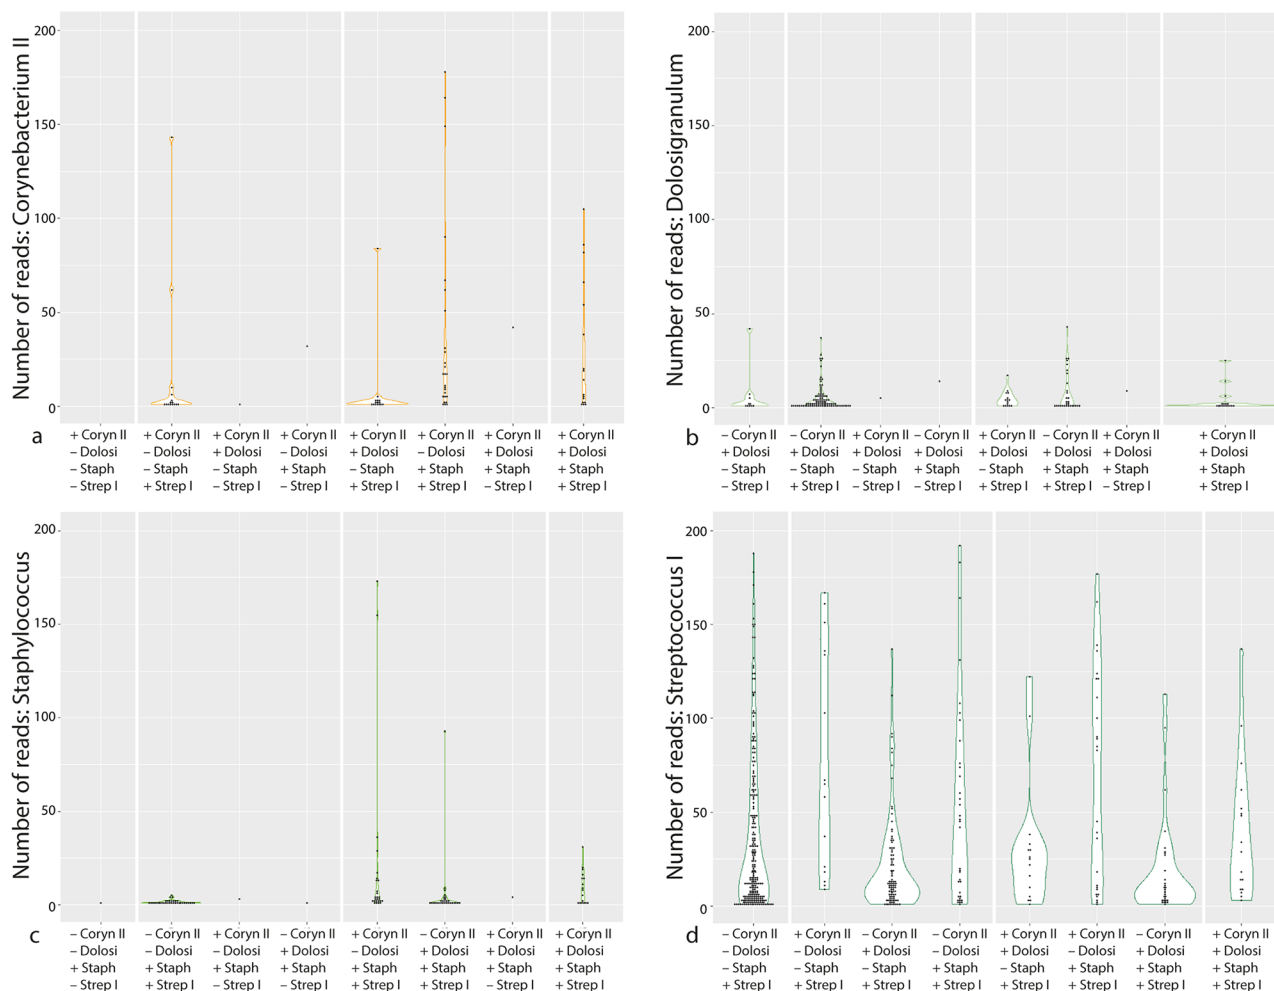 Number of reads: Corynebacterium II
200
150
100
50
0
a
+ Coryn II + Coryn II + Coryn II + Coryn II + Coryn II + Coryn II + Coryn II + Coryn II
– Dolosi – Dolosi + Dolosi – Dolosi + Dolosi – Dolosi + Dolosi + Dolosi
– Staph – Staph – Staph + Staph – Staph + Staph + Staph + Staph
– Strep I + Strep I – Strep I – Strep I + Strep I + Strep I – Strep I + Strep I
Number of reads: Dolosigranulum
200
150
100
50
0
b
– Coryn II – Coryn II + Coryn II – Coryn II + Coryn II – Coryn II + Coryn II + Coryn II
+ Dolosi + Dolosi + Dolosi + Dolosi + Dolosi + Dolosi + Dolosi + Dolosi
– Staph – Staph – Staph + Staph – Staph + Staph + Staph + Staph
– Strep I + Strep I – Strep I – Strep I + Strep I + Strep I – Strep I + Strep I
Number of reads: Staphylococcus
200
150
100
50
0
c
– Coryn II – Coryn II + Coryn II – Coryn II + Coryn II – Coryn II + Coryn II + Coryn II
– Dolosi – Dolosi – Dolosi + Dolosi – Dolosi + Dolosi + Dolosi + Dolosi
+ Staph + Staph + Staph + Staph + Staph + Staph + Staph + Staph
– Strep I + Strep I – Strep I – Strep I + Strep I + Strep I – Strep I + Strep I
Number of reads: Streptococcus I
200
150
100
50
0
d
– Coryn II + Coryn II – Coryn II – Coryn II + Coryn II + Coryn II – Coryn II + Coryn II
– Dolosi – Dolosi + Dolosi – Dolosi + Dolosi – Dolosi + Dolosi + Dolosi
– Staph – Staph – Staph + Staph – Staph + Staph + Staph + Staph
+ Strep I + Strep I + Strep I + Strep I + Strep I + Strep I + Strep I + Strep I